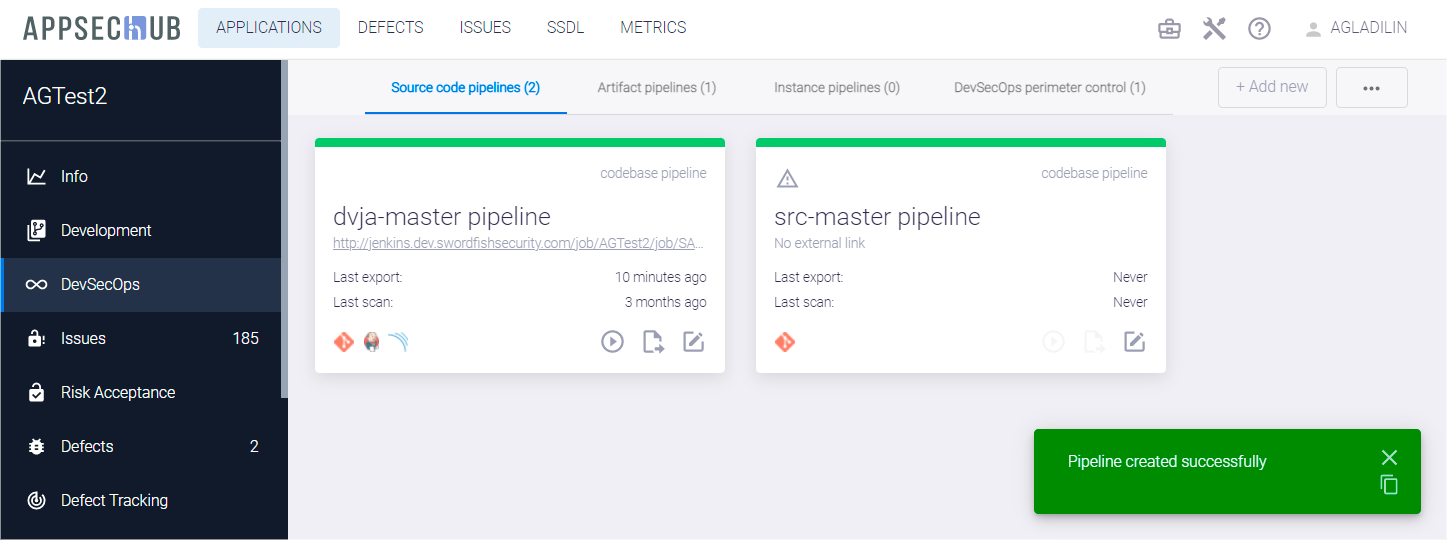 APPSECHUB
APPLICATIONS
DEFECTS
ISSUES
SSDL
METRICS
AGLADILIN
AGTest2
Info
Development
DevSecOps
Issues 185
Risk Acceptance
Defects 2
Defect Tracking
Source code pipelines (2)
Artifact pipelines (1)
Instance pipelines (0)
DevSecOps perimeter control (1)
+ Add new
•••
codebase pipeline
dvja-master pipeline
http://jenkins.dev.swordfishsecurity.com/job/AGTest2/job/SA...
Last export: 10 minutes ago
Last scan: 3 months ago
codebase pipeline
src-master pipeline
No external link
Last export: Never
Last scan: Never
Pipeline created successfully